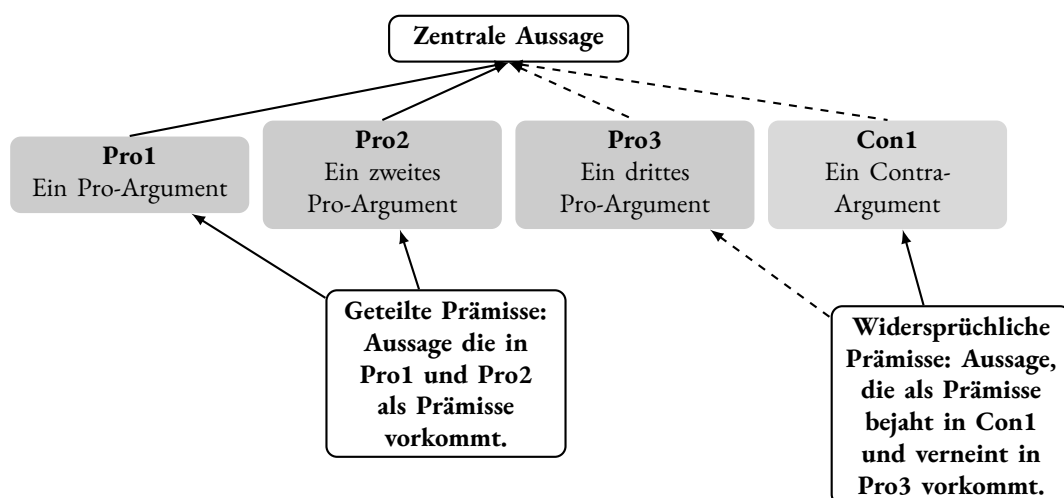 Zentrale Aussage
Pro1
Ein Pro-Argument
Pro2
Ein zweites
Pro-Argument
Pro3
Ein drittes
Pro-Argument
Con1
Ein Contra-
Argument
Geteilte Prämisse:
Aussage die in
Pro1 und Pro2
als Prämisse
vorkommt.
Widersprüchliche
Prämisse: Aussage,
die als Prämisse
bejaht in Con1
und verneint in
Pro3 vorkommt.